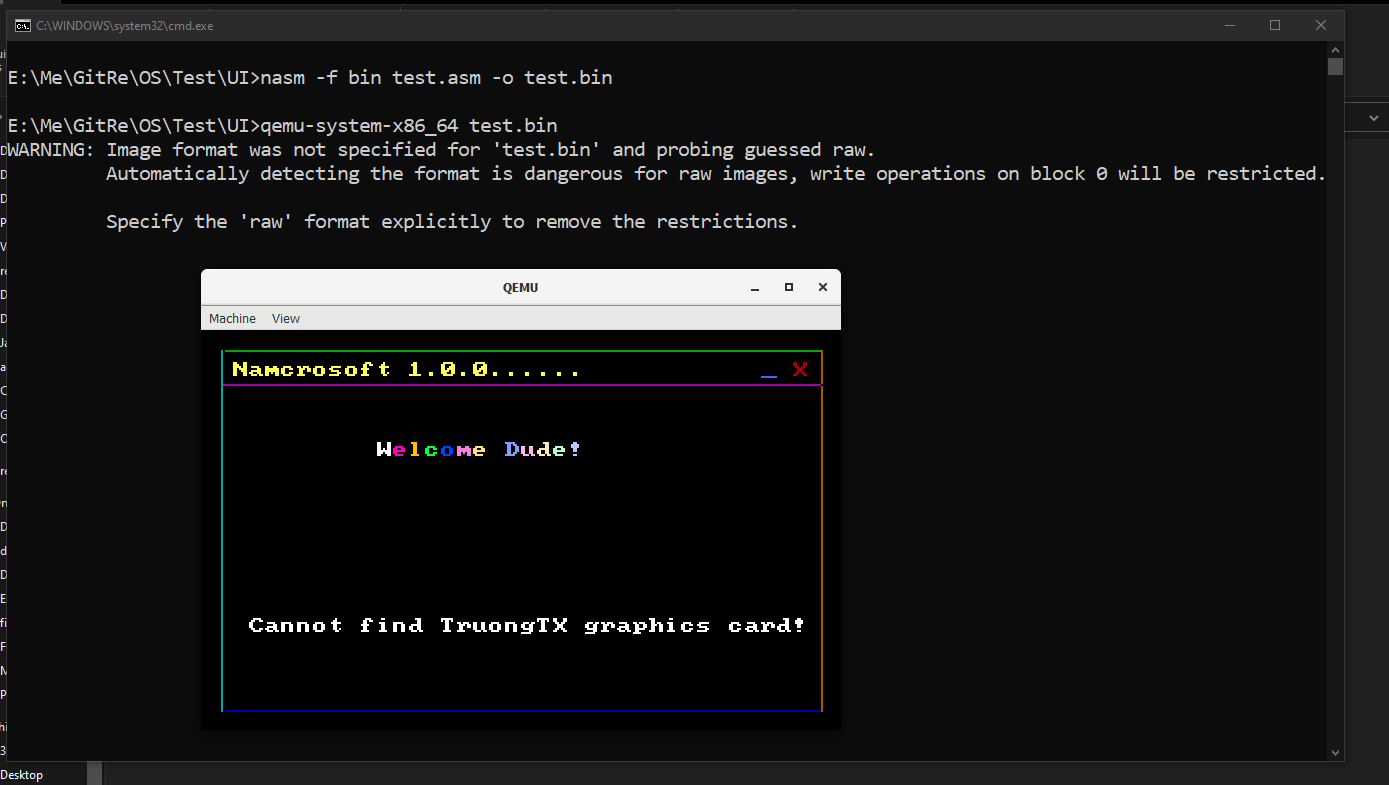 C:\WINDOWS\system32\cmd.exe
E:\Me\GitRe\OS\Test\UI>nasm -f bin test.asm -o test.bin
E:\Me\GitRe\OS\Test\UI>qemu-system-x86_64 test.bin
WARNING: Image format was not specified for 'test.bin' and probing guessed raw.
Automatically detecting the format is dangerous for raw images, write operations on block 0 will be restricted.
Specify the 'raw' format explicitly to remove the restrictions.
QEMU
Machine View
Namcrosoft 1.0.0...... _ X
Welcome Dude!
Cannot find TruongTX graphics card!
Desktop